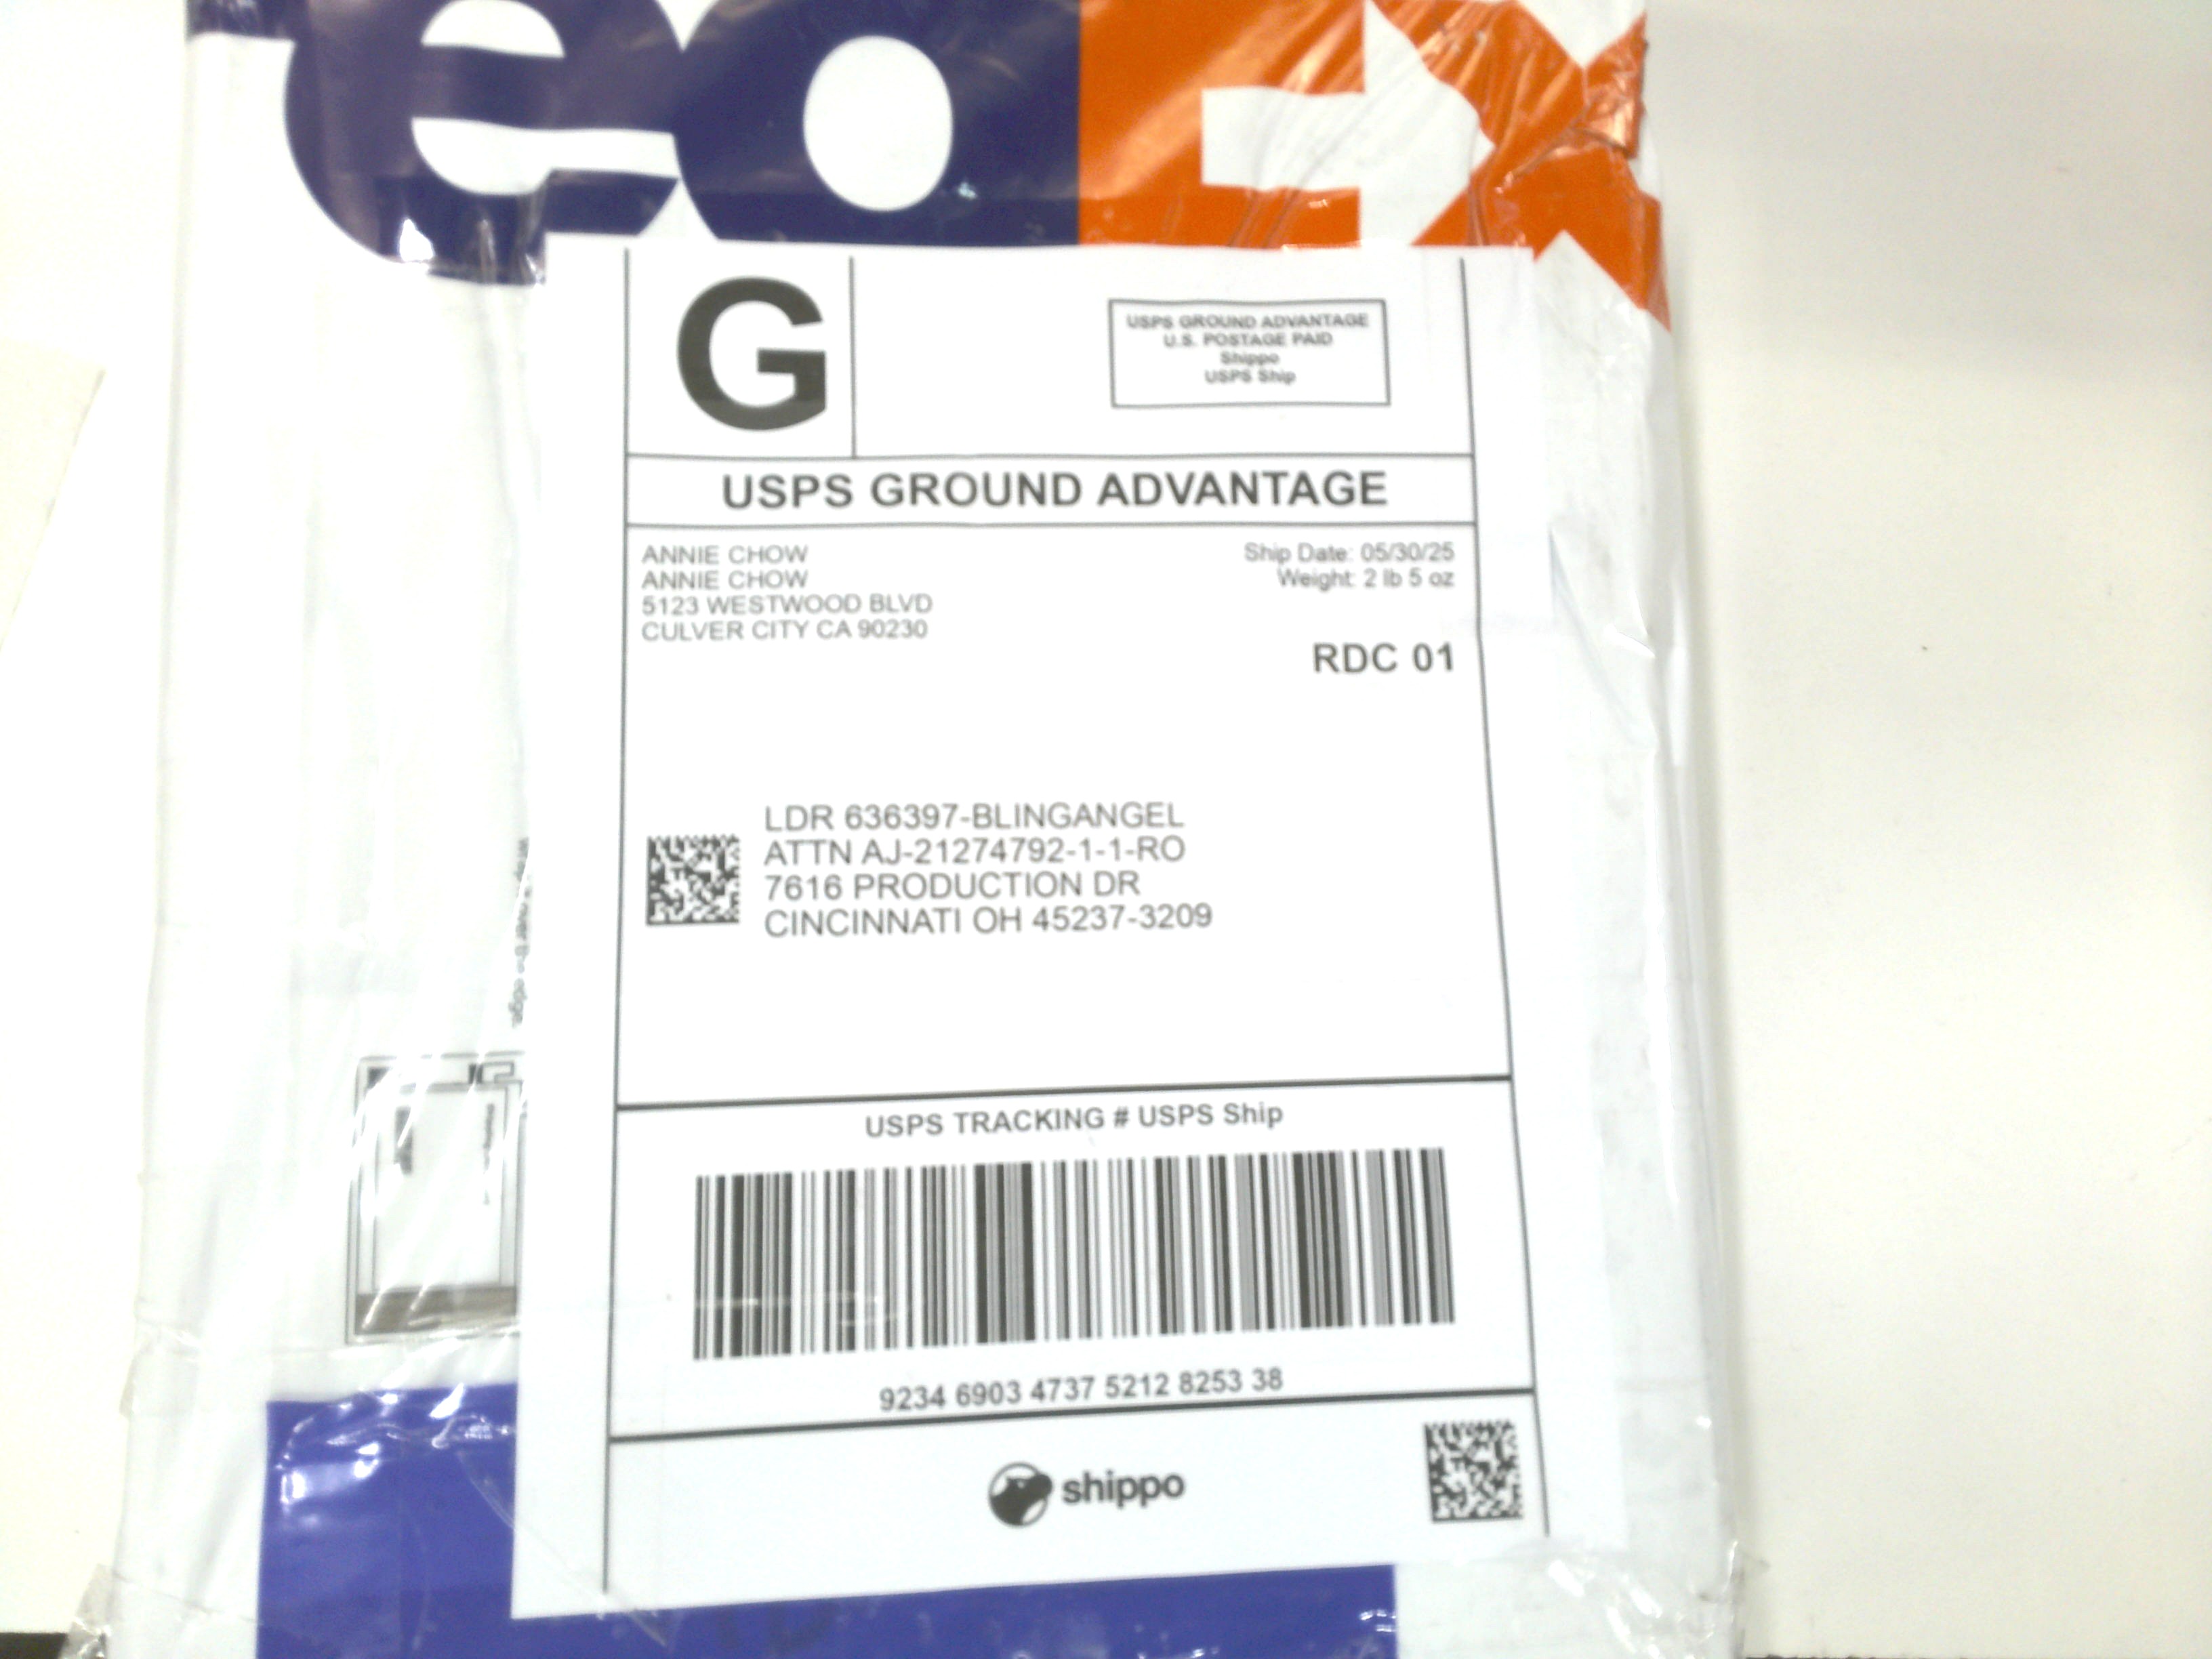 FedEx
G
USPS GROUND ADVANTAGE
U.S. POSTAGE PAID
Shippo
USPS Ship
USPS GROUND ADVANTAGE
ANNIE CHOW
ANNIE CHOW
5123 WESTWOOD BLVD
CULVER CITY CA 90230
Ship Date: 05/30/25
Weight: 2 lb 5 oz
RDC 01
LDR 636397-BLINGANGEL
ATTN AJ-21274792-1-1-RO
7616 PRODUCTION DR
CINCINNATI OH 45237-3209
edge.
USPS TRACKING # USPS Ship
9234 6903 4737 5212 8253 38
shippo